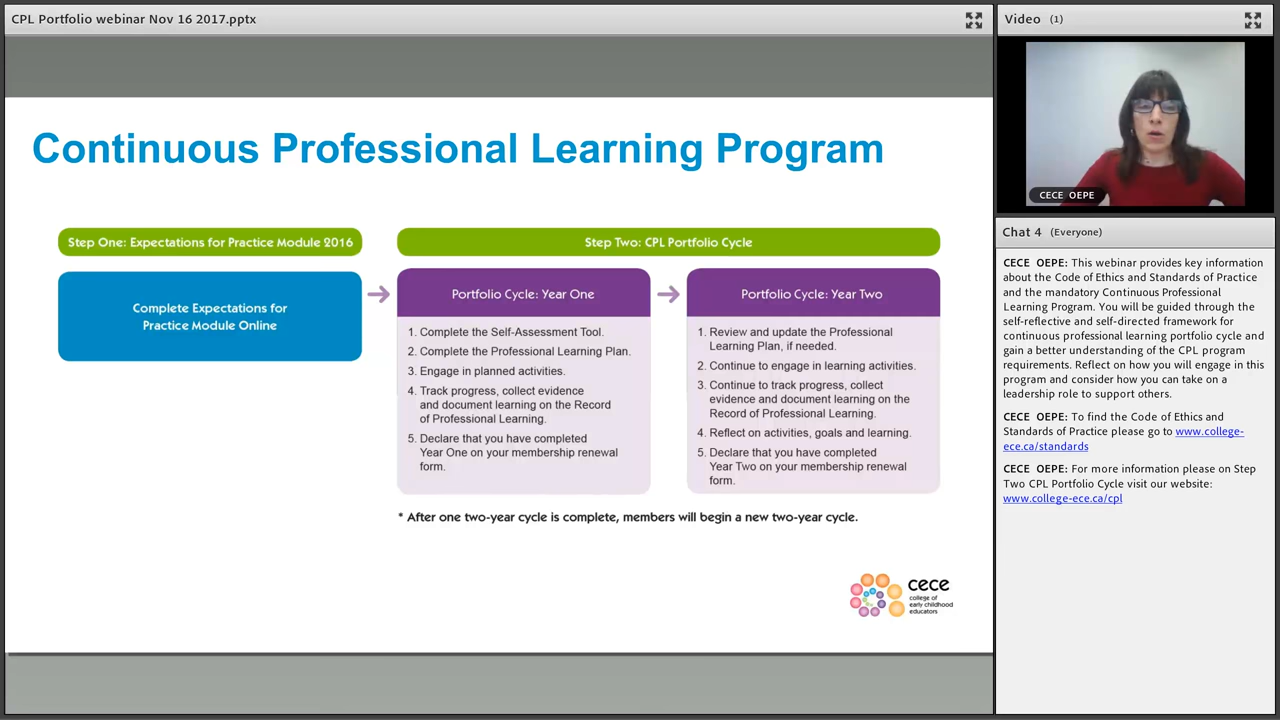 CPL Portfolio webinar Nov 16 2017.pptx
Continuous Professional Learning Program
Step One: Expectations for Practice Module 2016
Complete Expectations for
Practice Module Online
Step Two: CPL Portfolio Cycle
Portfolio Cycle: Year One
1. Complete the Self-Assessment Tool.
2. Complete the Professional Learning Plan.
3. Engage in planned activities.
4. Track progress, collect evidence
and document learning on the Record
of Professional Learning.
5. Declare that you have completed
Year One on your membership renewal
form.
Portfolio Cycle: Year Two
1. Review and update the Professional
Learning Plan, if needed.
2. Continue to engage in learning activities.
3. Continue to track progress, collect
evidence and document learning on the
Record of Professional Learning.
4. Reflect on activities, goals and learning.
5. Declare that you have completed
Year Two on your membership renewal
form.
* After one two-year cycle is complete, members will begin a new two-year cycle.
cece
college of
early childhood
educators
Video (1)
CECE OEPE
Chat 4 (Everyone)
CECE OEPE: This webinar provides key information
about the Code of Ethics and Standards of Practice
and the mandatory Continuous Professional
Learning Program. You will be guided through the
self-reflective and self-directed framework for
continuous professional learning portfolio cycle and
gain a better understanding of the CPL program
requirements. Reflect on how you will engage in this
program and consider how you can take on a
leadership role to support others.
CECE OEPE: To find the Code of Ethics and
Standards of Practice please go to www.college-
ece.ca/standards
CECE OEPE: For more information please on Step
Two CPL Portfolio Cycle visit our website:
www.college-ece.ca/cpl